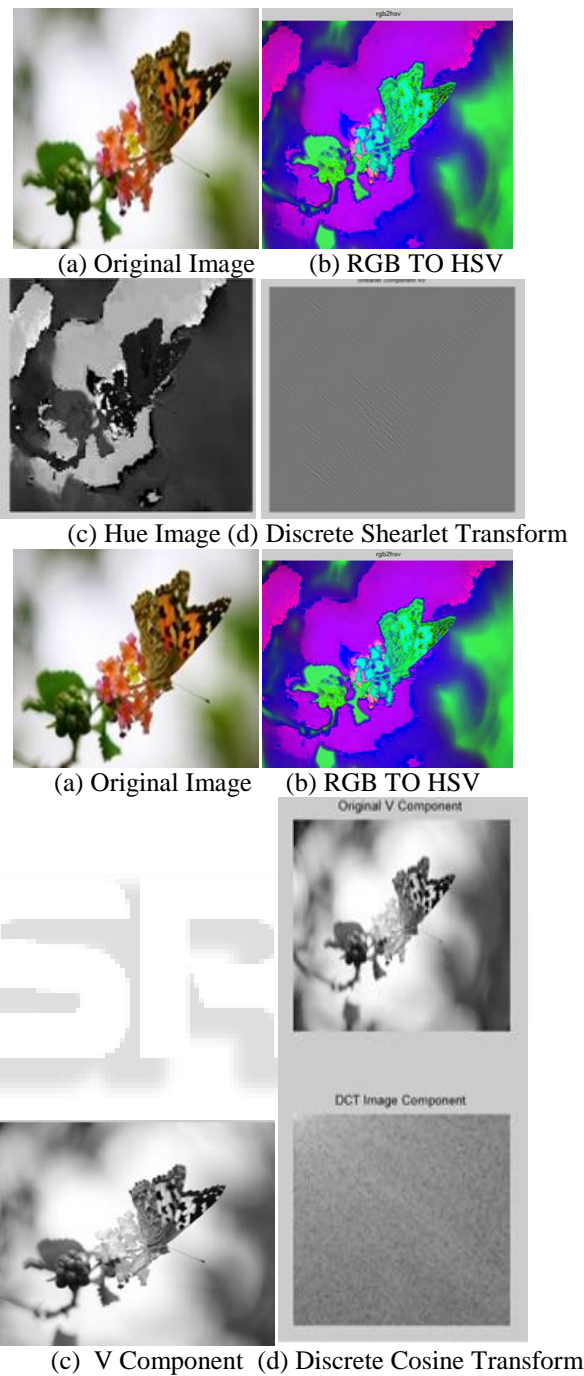 rgb2hsv
(a) Original Image (b) RGB TO HSV
(c) Hue Image (d) Discrete Shearlet Transform
rgb2hsv
(a) Original Image (b) RGB TO HSV
Original V Component
DCT Image Component
(c) V Component (d) Discrete Cosine Transform